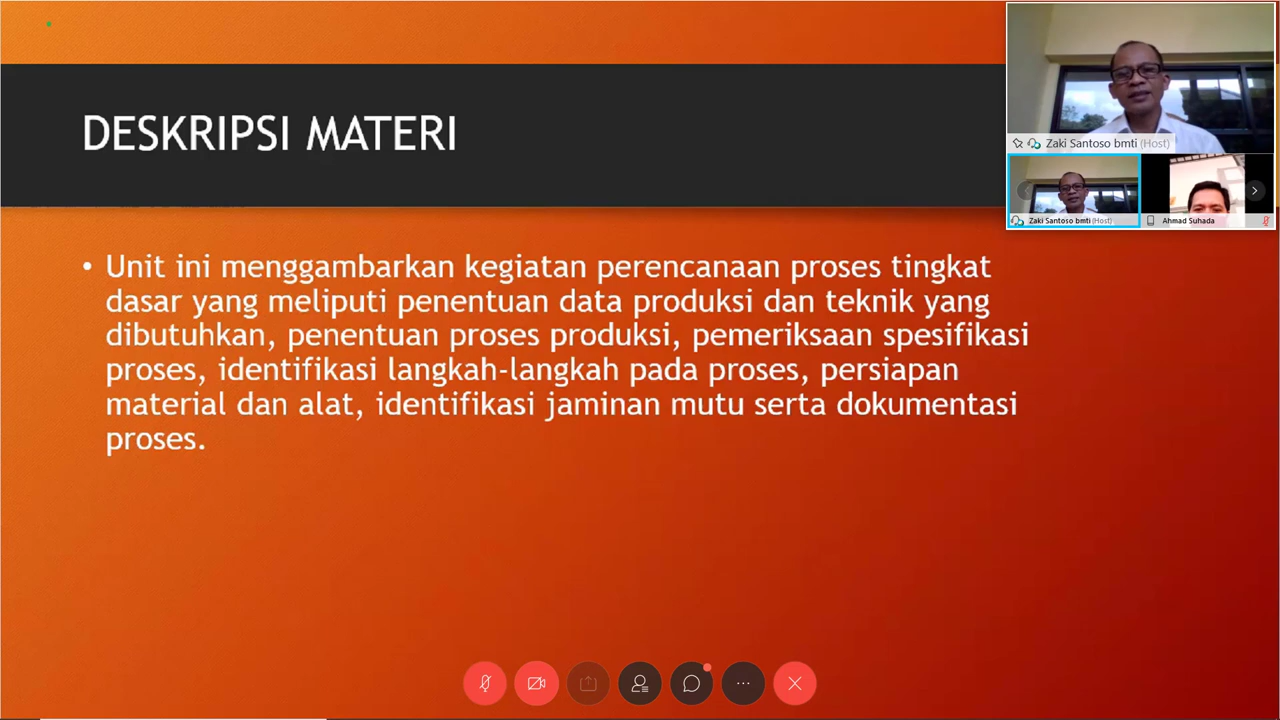 DESKRIPSI MATERI
• Unit ini menggambarkan kegiatan perencanaan proses tingkat
dasar yang meliputi penentuan data produksi dan teknik yang
dibutuhkan, penentuan proses produksi, pemeriksaan spesifikasi
proses, identifikasi langkah-langkah pada proses, persiapan
material dan alat, identifikasi jaminan mutu serta dokumentasi
proses.
Zaki Santoso bmti (Host)
Zaki Santoso bmti (Host)
Ahmad Suhada